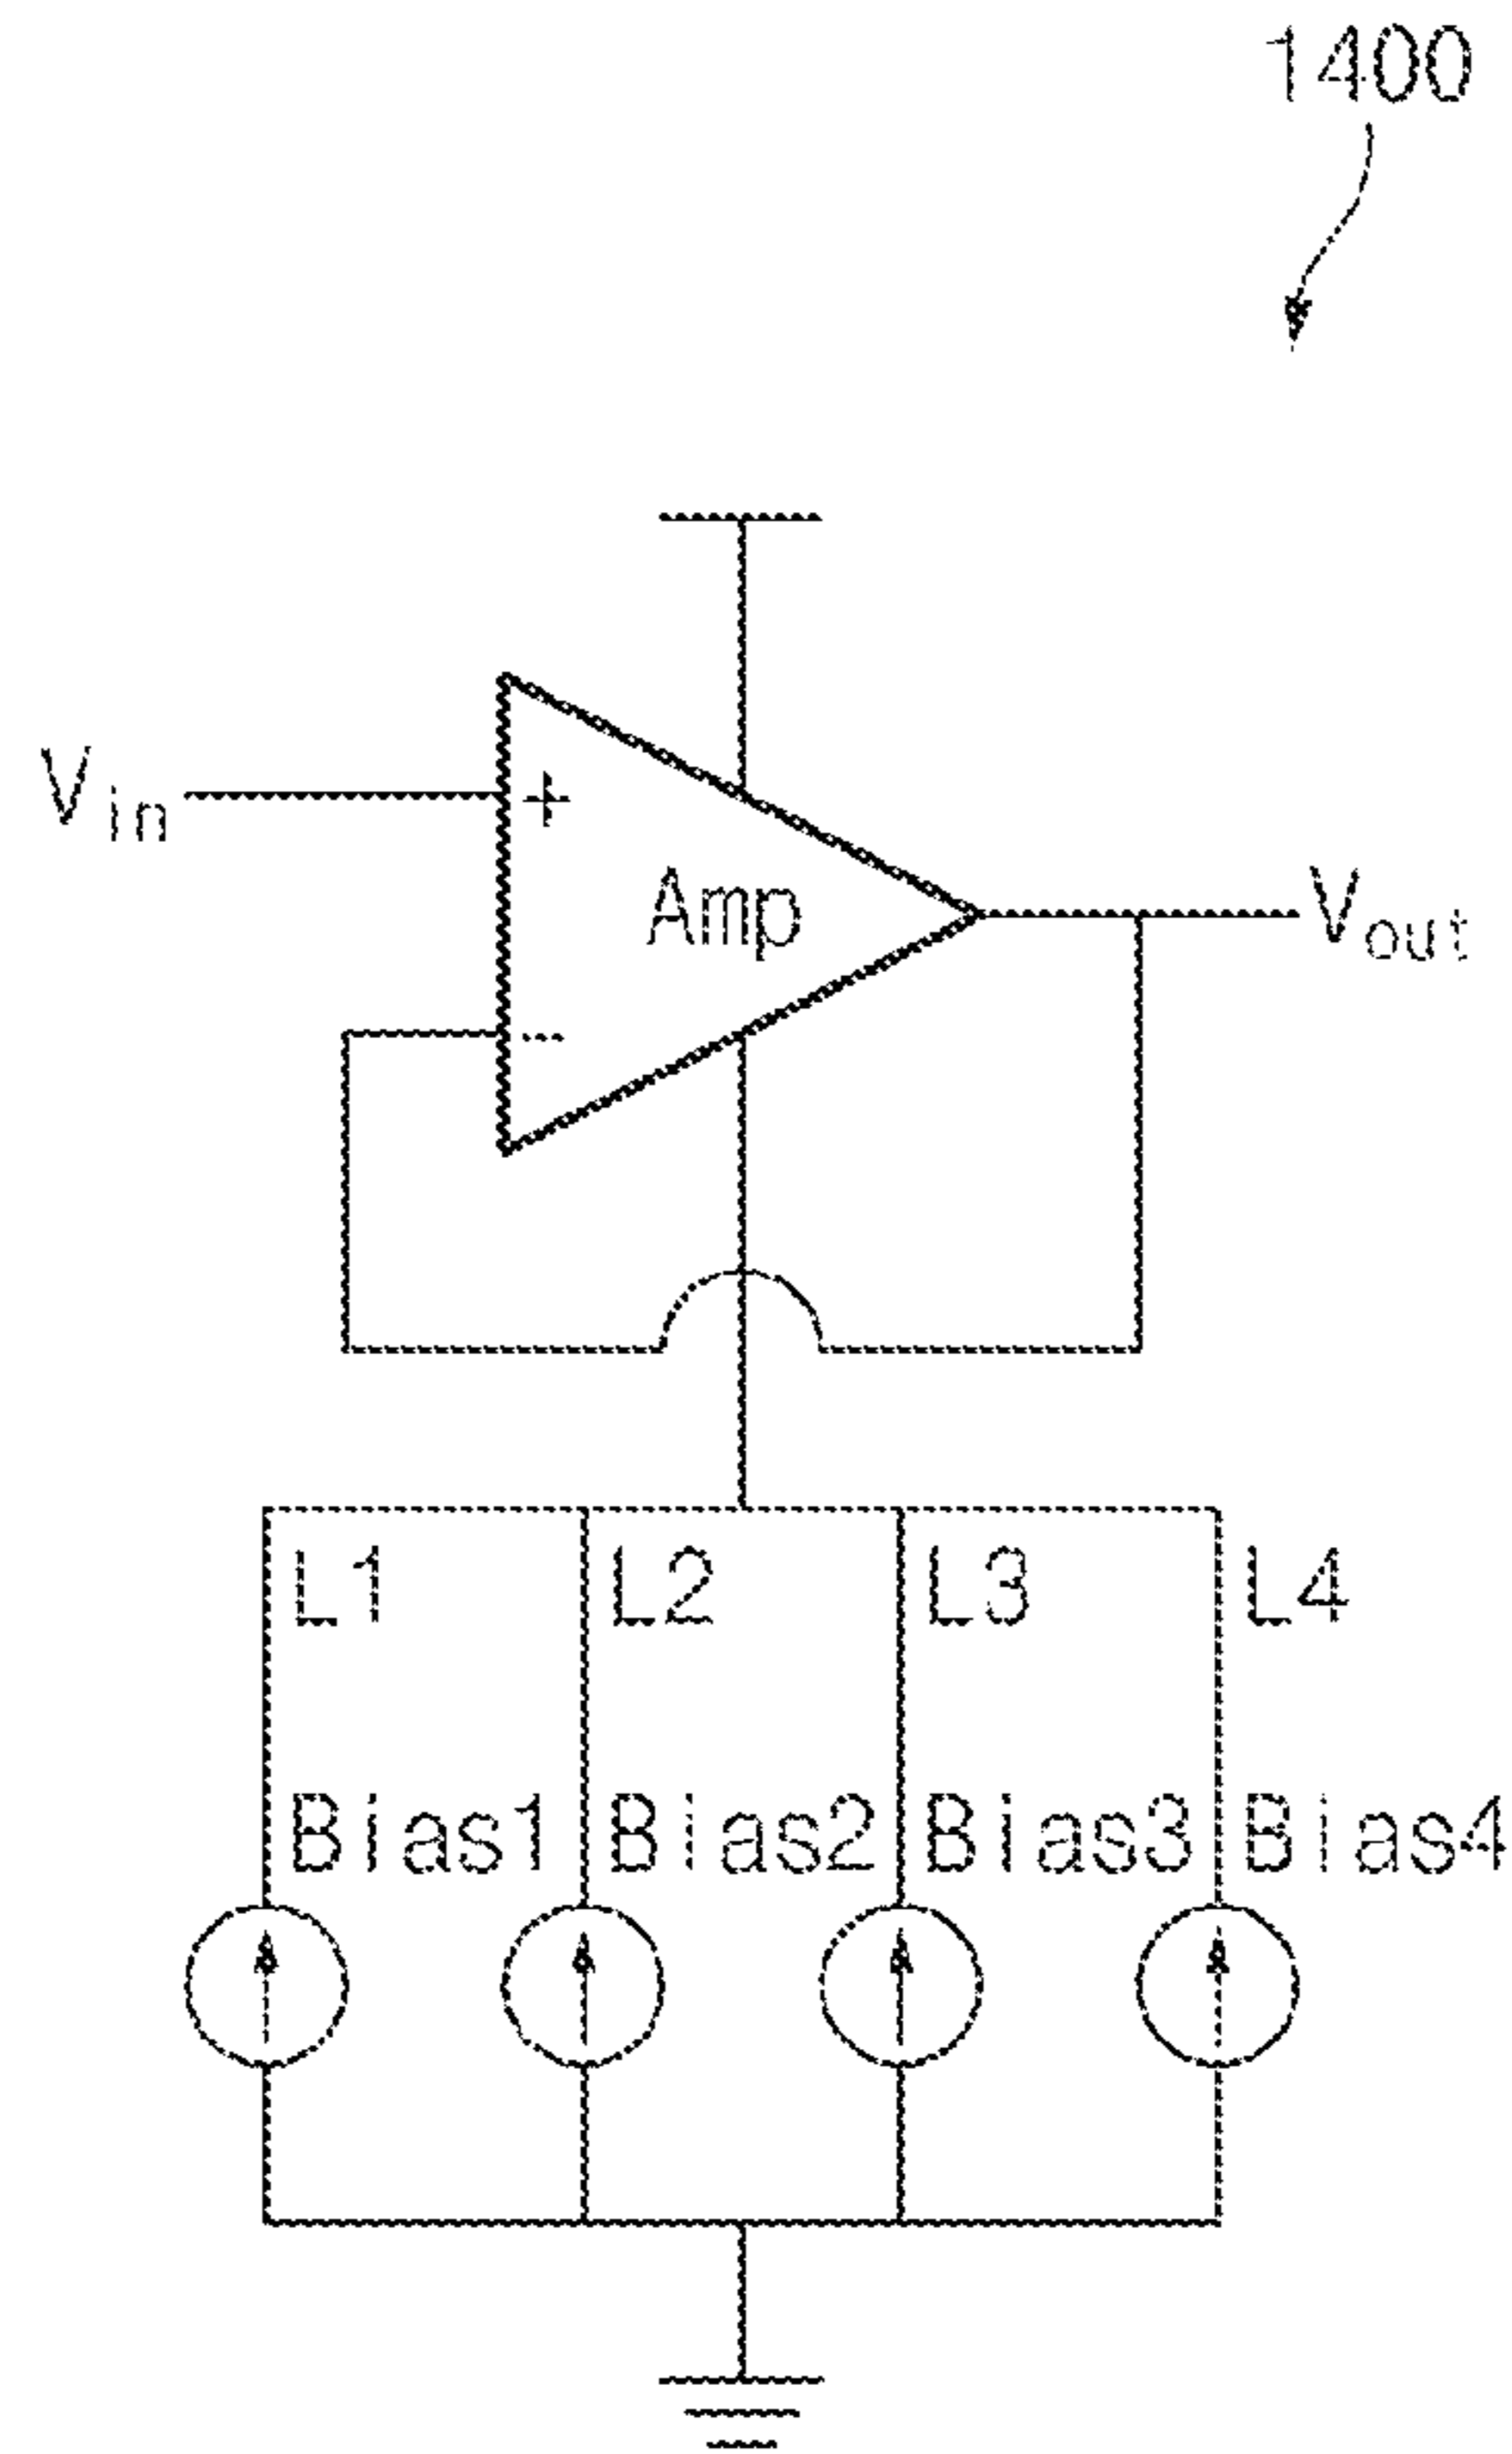 1400
Vin
+
Amp
Vout
-
L1 L2 L3 L4
Bias1 Bias2 Bias3 Bias4